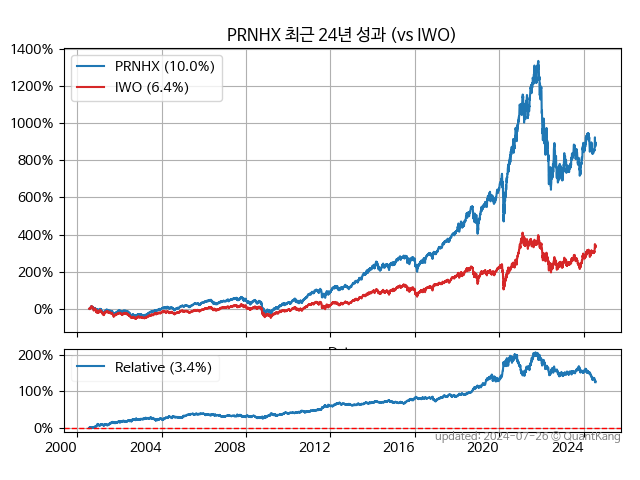 PRNHX 최근 24년 성과 (vs IWO)
1400%
1200%
1000%
800%
600%
400%
200%
0%
PRNHX (10.0%)
IWO (6.4%)
200%
100%
0%
Relative (3.4%)
2000 2004 2008 2012 2016 2020 2024
updated: 2024-07-26 © QuantKang